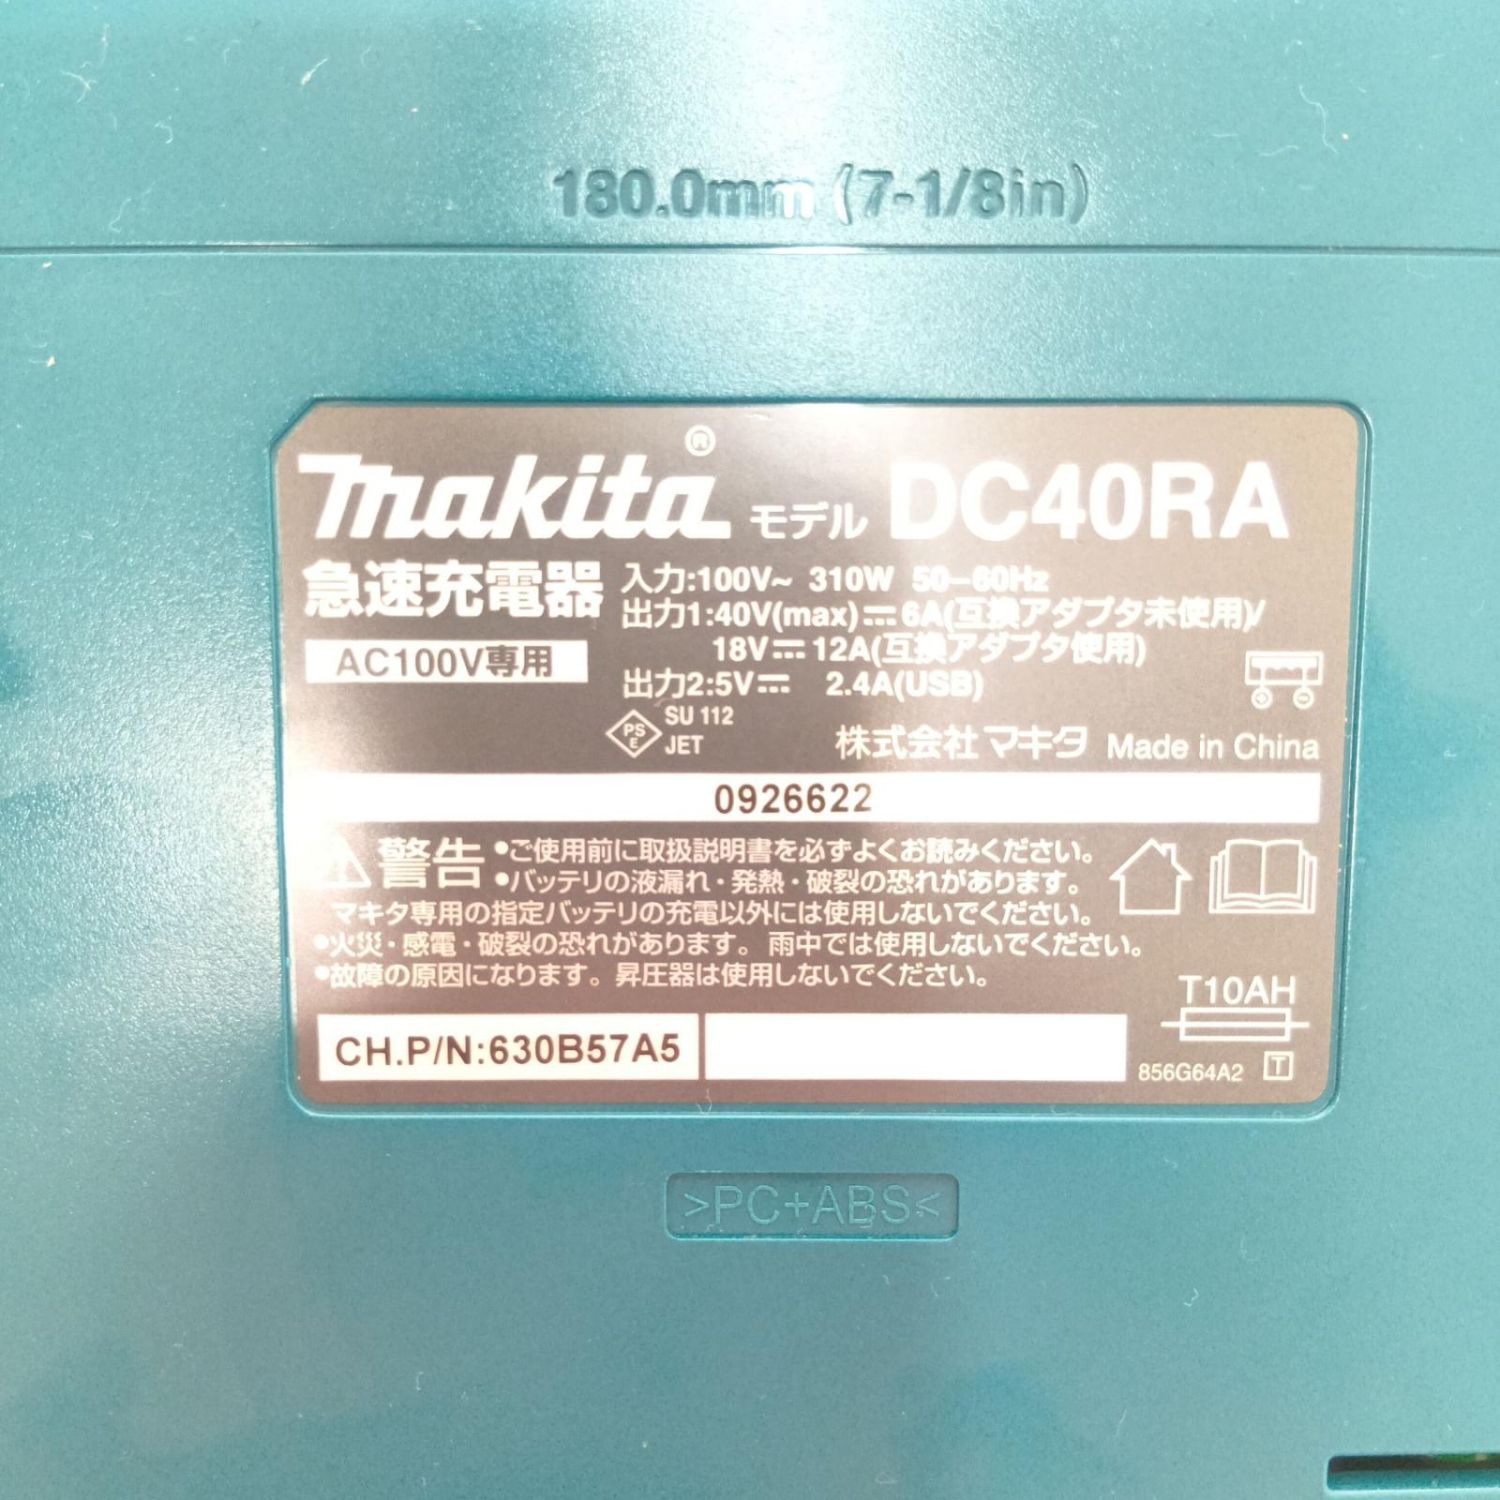 180.0mm (7-1/8in)
makita® モデル DC40RA
急速充電器
AC100V専用
入力:100V~ 310W 50-60Hz
出力1:40V(max)⎓6A(互換アダプタ未使用)/
18V⎓12A(互換アダプタ使用)
出力2:5V⎓ 2.4A(USB)
PS E SU 112
JET
株式会社マキタ Made in China
0926622
警告 •ご使用前に取扱説明書を必ずよくお読みください。
•バッテリの液漏れ・発熱・破裂の恐れがあります。
マキタ専用の指定バッテリの充電以外には使用しないでください。
•火災・感電・破裂の恐れがあります。雨中では使用しないでください。
•故障の原因になります。昇圧器は使用しないでください。
T10AH
CH.P/N:630B57A5
856G64A2 T
>PC+ABS<